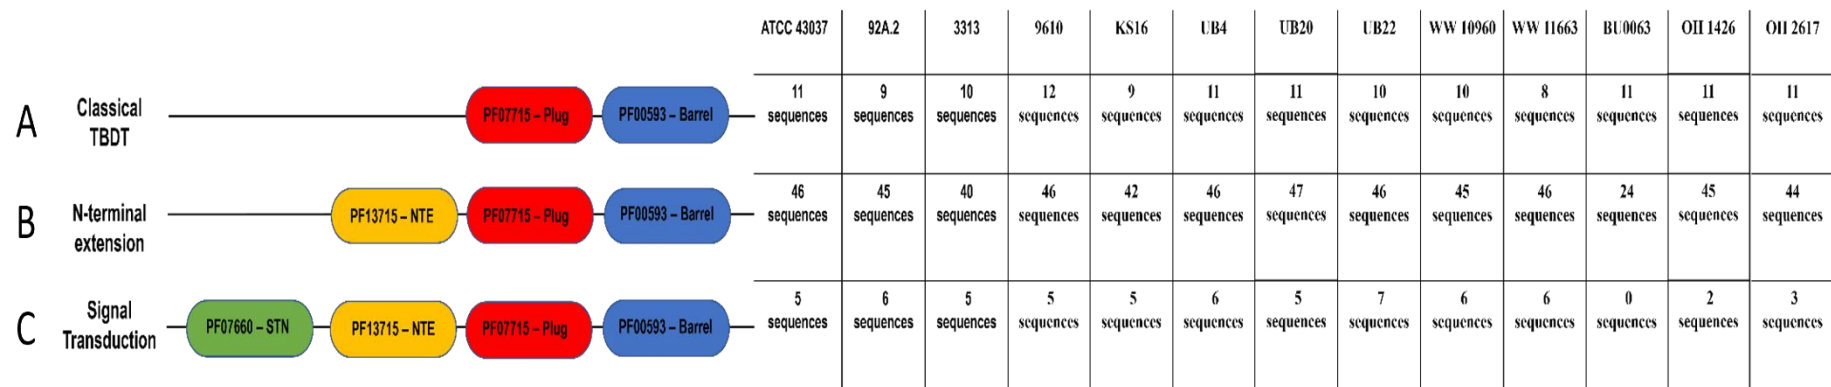 ATCC 43037 92A.2 3313 9610 KS16 UB4 UB20 UB22 WW 10960 WW 11663 BU0063 OH 1426 OH 2617
A Classical TBDT PF07715 – Plug PF00593 – Barrel
11 9 10 12 9 11 11 10 10 8 11 11 11
sequences sequences sequences sequences sequences sequences sequences sequences sequences sequences sequences sequences sequences
B N-terminal extension PF13715 – NTE PF07715 – Plug PF00593 – Barrel
46 45 40 46 42 46 47 46 45 46 24 45 44
sequences sequences sequences sequences sequences sequences sequences sequences sequences sequences sequences sequences sequences
C Signal Transduction PF07660 – STN PF13715 – NTE PF07715 – Plug PF00593 – Barrel
5 6 5 5 5 6 5 7 6 6 0 2 3
sequences sequences sequences sequences sequences sequences sequences sequences sequences sequences sequences sequences sequences